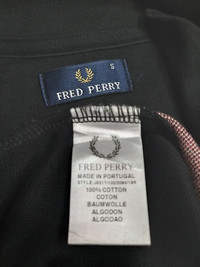 S
FRED PERRY
FRED PERRY
MADE IN PORTUGAL
100% COTTON
COTON
BAUMWOLLE
ALGODON
ALGODAO